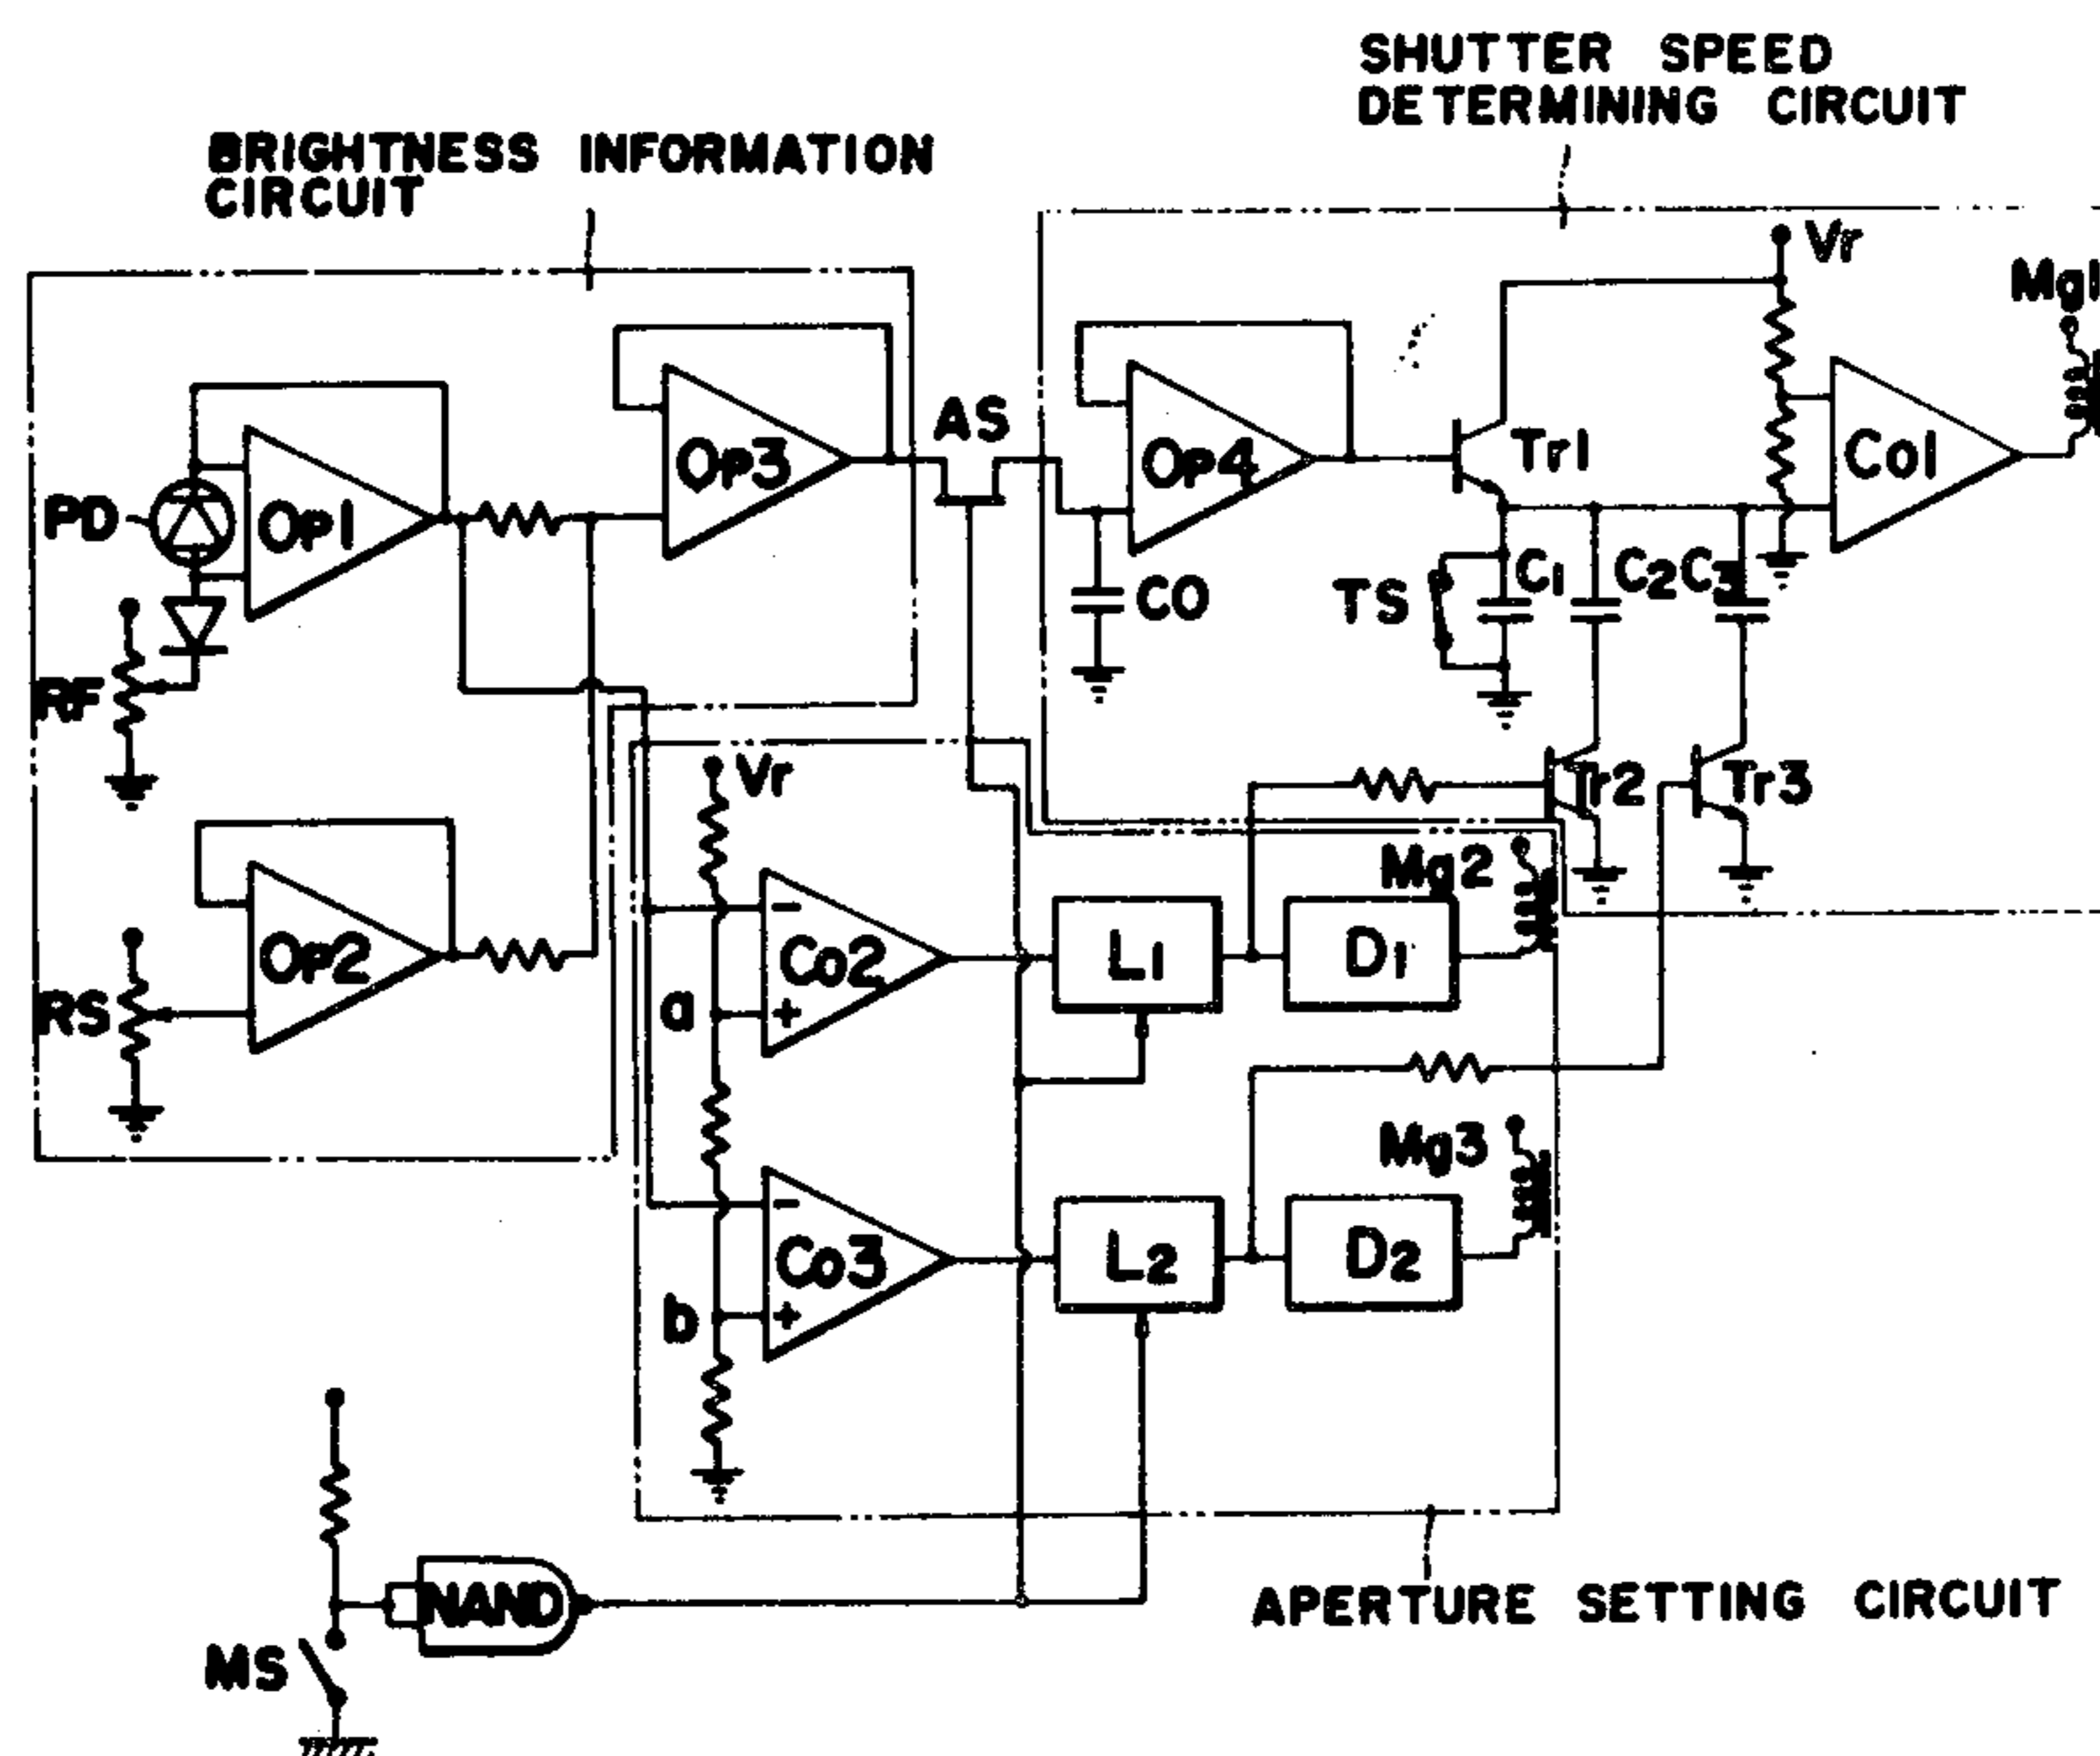 SHUTTER SPEED
DETERMINING CIRCUIT
BRIGHTNESS INFORMATION
CIRCUIT
Vr
Mg1
AS
Op3
Op4
Tr1
Co1
PD
Op1
C1
C2
C3
CO
TS
RF
Vr
Tr2
Tr3
Mg2
Op2
Co2
L1
D1
RS
a
-
+
Mg3
Co3
L2
D2
b
-
+
NAND
MS
APERTURE SETTING CIRCUIT